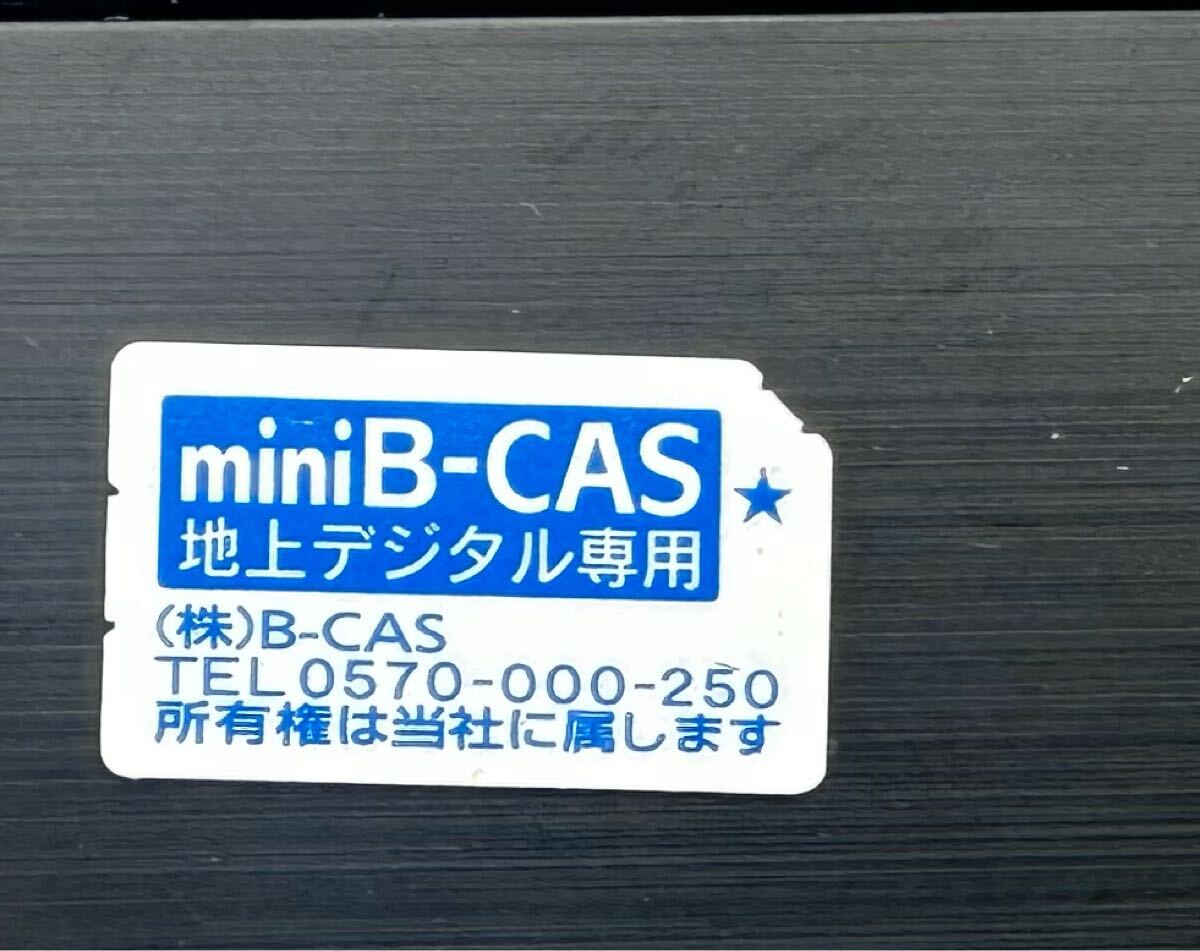 miniB-CAS
★
地上デジタル専用
(株)B-CAS
TEL0570-000-250
所有権は当社に属します